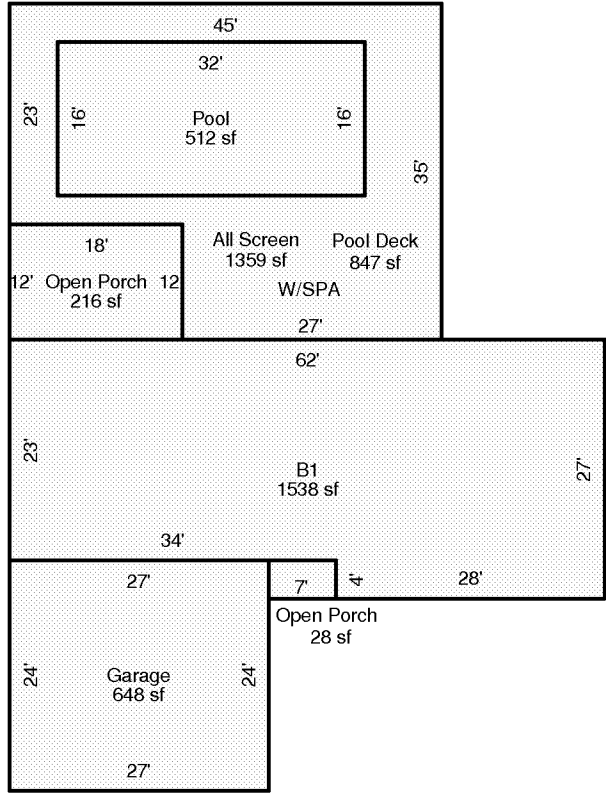 45'
32'
23'
16'
Pool
512 sf
16'
35'
18'
All Screen
1359 sf
Pool Deck
847 sf
12'
Open Porch
216 sf
12
W/SPA
27'
62'
23'
B1
1538 sf
27'
34'
27'
7'
4'
28'
Open Porch
28 sf
24'
Garage
648 sf
24'
27'